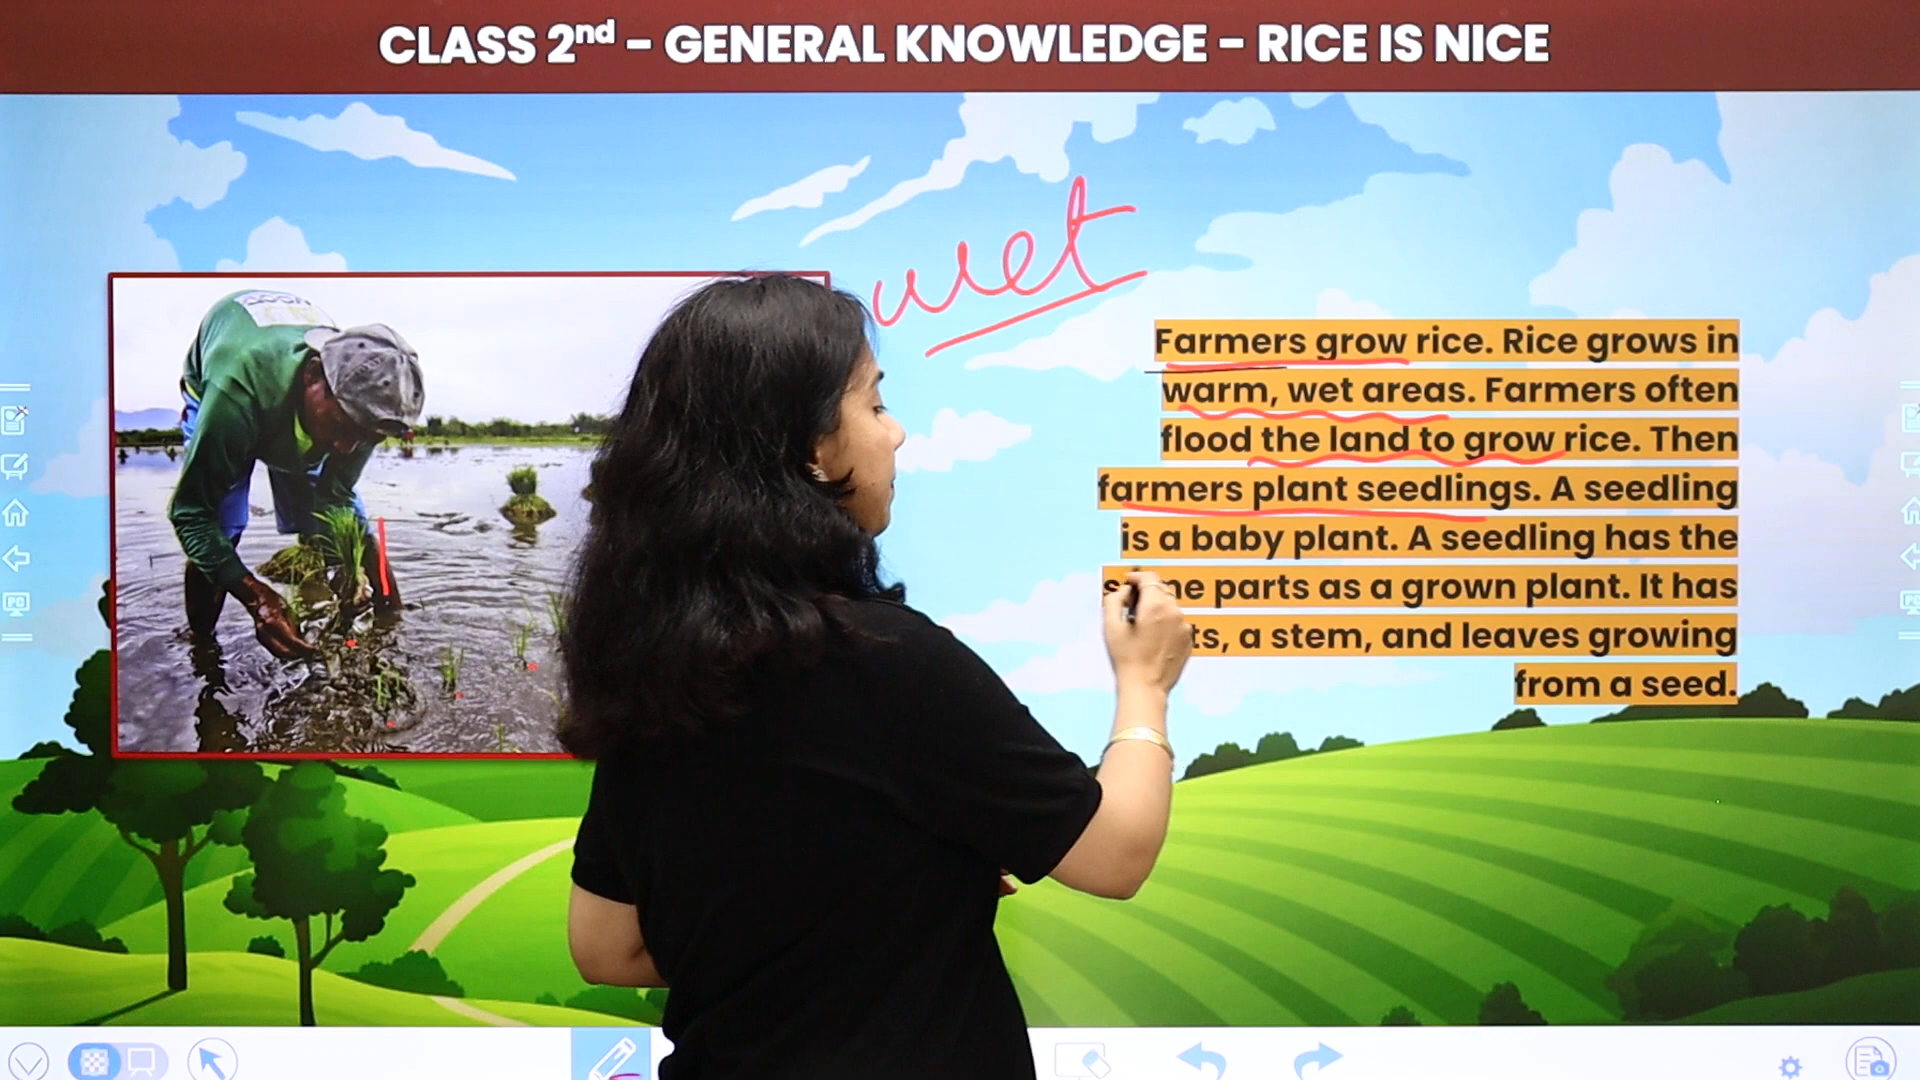 CLASS 2nd - GENERAL KNOWLEDGE - RICE IS NICE
wet
Farmers grow rice. Rice grows in
warm, wet areas. Farmers often
flood the land to grow rice. Then
farmers plant seedlings. A seedling
is a baby plant. A seedling has the
parts as a grown plant. It has
a stem, and leaves growing
from a seed.